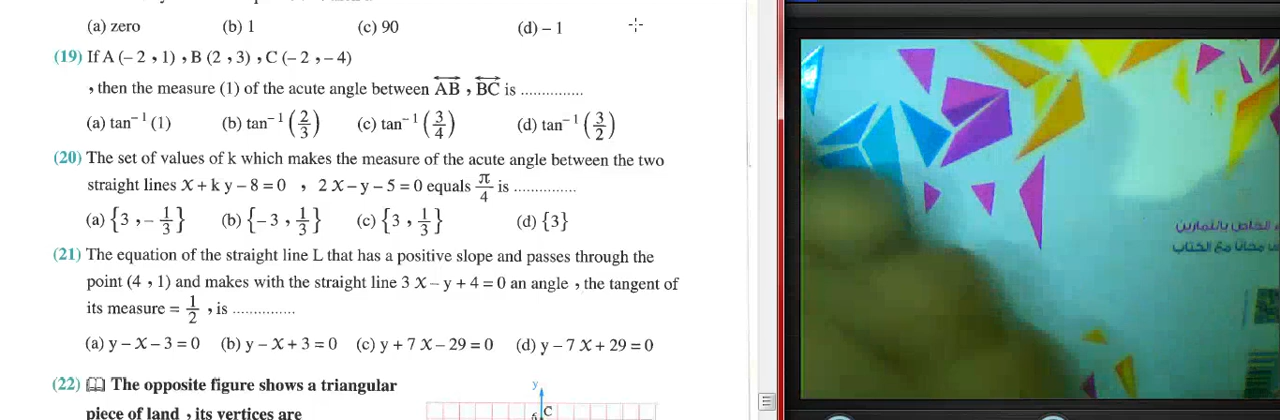 (a) zero (b) 1 (c) 90 (d) – 1
(19) If A (– 2 , 1) , B (2 , 3) , C (– 2 , – 4)
, then the measure (1) of the acute angle between AB , BC is ...............
(a) tan⁻¹ (1) (b) tan⁻¹ (2/3) (c) tan⁻¹ (3/4) (d) tan⁻¹ (3/2)
(20) The set of values of k which makes the measure of the acute angle between the two
straight lines X + k y – 8 = 0 , 2 X – y – 5 = 0 equals π/4 is ...............
(a) {3 , – 1/3} (b) {– 3 , 1/3} (c) {3 , 1/3} (d) {3}
(21) The equation of the straight line L that has a positive slope and passes through the
point (4 , 1) and makes with the straight line 3 X – y + 4 = 0 an angle , the tangent of
its measure = 1/2 , is ...............
(a) y – X – 3 = 0 (b) y – X + 3 = 0 (c) y + 7 X – 29 = 0 (d) y – 7 X + 29 = 0
(22) The opposite figure shows a triangular
piece of land , its vertices are
y
C
الخاص بالتمارين
مجانًا مع الكتاب